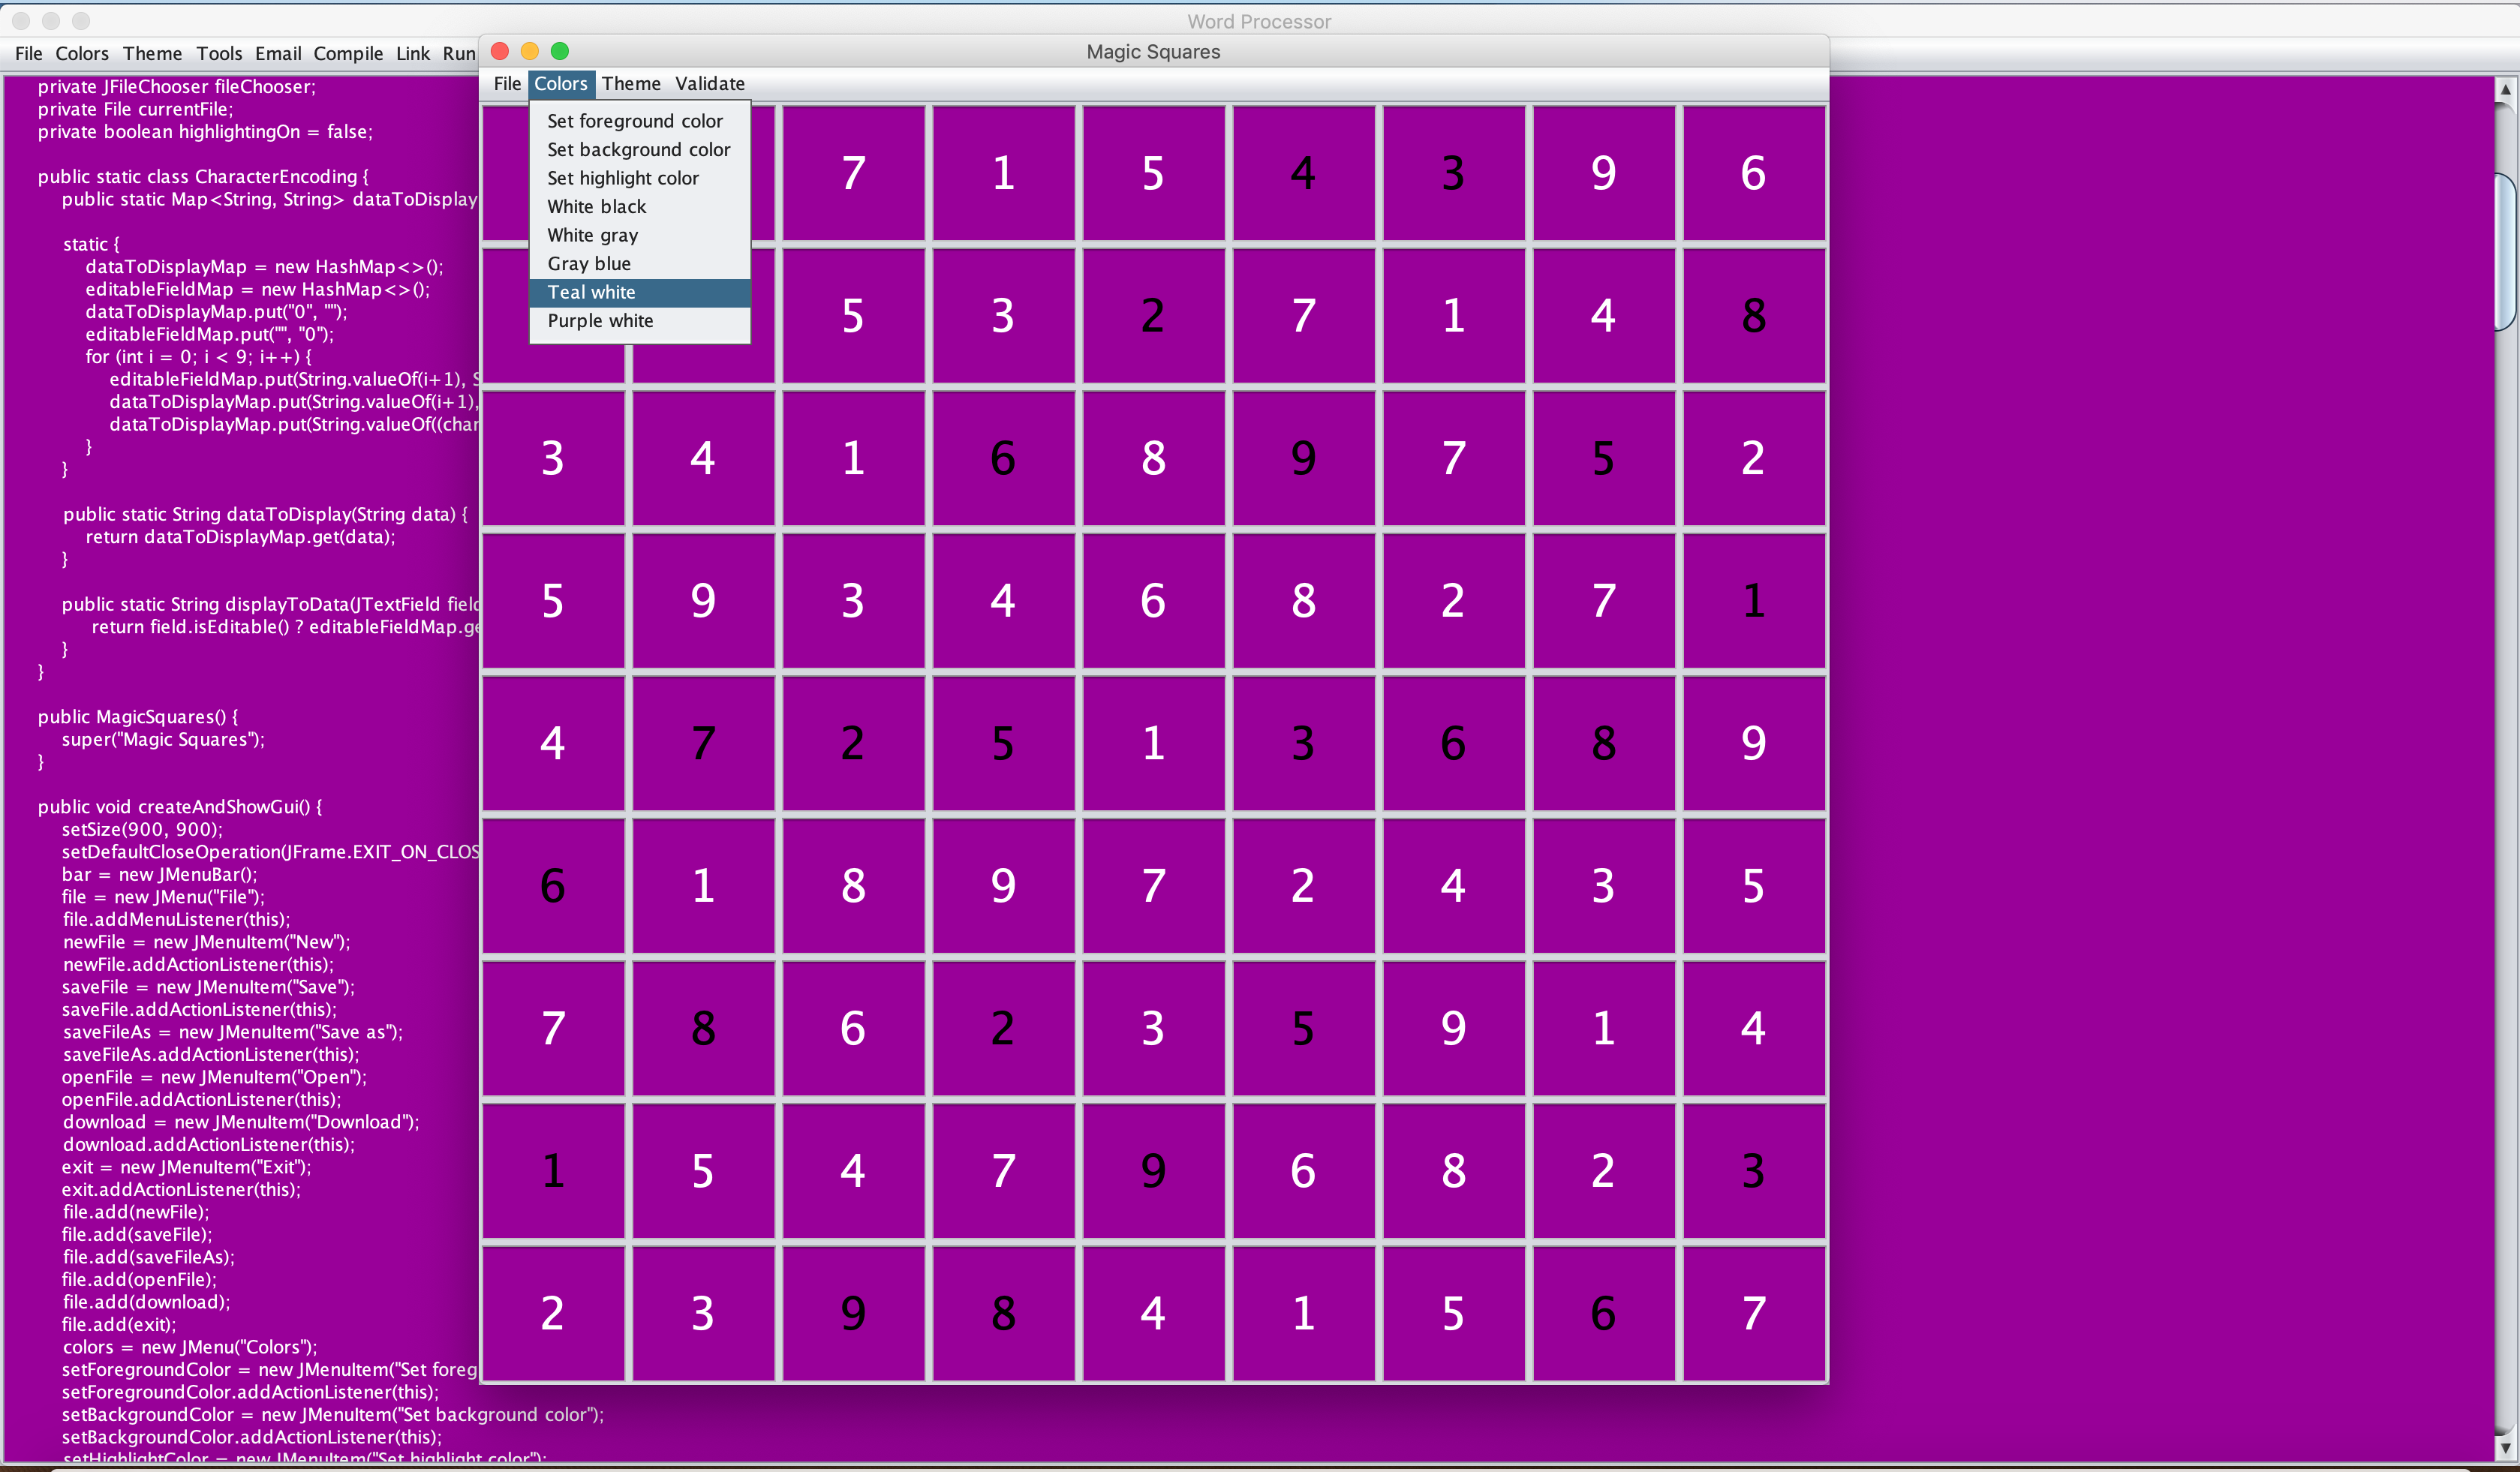 Word Processor
File Colors Theme Tools Email Compile Link Run
private JFileChooser fileChooser;
private File currentFile;
private boolean highlightingOn = false;
public static class CharacterEncoding {
public static Map<String, String> dataToDisplay
static {
dataToDisplayMap = new HashMap<>();
editableFieldMap = new HashMap<>();
dataToDisplayMap.put("0", "");
editableFieldMap.put("", "0");
for (int i = 0; i < 9; i++) {
editableFieldMap.put(String.valueOf(i+1), S
dataToDisplayMap.put(String.valueOf(i+1),
dataToDisplayMap.put(String.valueOf((char
}
}
public static String dataToDisplay(String data) {
return dataToDisplayMap.get(data);
}
public static String displayToData(JTextField field
return field.isEditable() ? editableFieldMap.ge
}
}
public MagicSquares() {
super("Magic Squares");
}
public void createAndShowGui() {
setSize(900, 900);
setDefaultCloseOperation(JFrame.EXIT_ON_CLOS
bar = new JMenuBar();
file = new JMenu("File");
file.addMenuListener(this);
newFile = new JMenuItem("New");
newFile.addActionListener(this);
saveFile = new JMenuItem("Save");
saveFile.addActionListener(this);
saveFileAs = new JMenuItem("Save as");
saveFileAs.addActionListener(this);
openFile = new JMenuItem("Open");
openFile.addActionListener(this);
download = new JMenuItem("Download");
download.addActionListener(this);
exit = new JMenuItem("Exit");
exit.addActionListener(this);
file.add(newFile);
file.add(saveFile);
file.add(saveFileAs);
file.add(openFile);
file.add(download);
file.add(exit);
colors = new JMenu("Colors");
setForegroundColor = new JMenuItem("Set foreg
setForegroundColor.addActionListener(this);
setBackgroundColor = new JMenuItem("Set background color");
setBackgroundColor.addActionListener(this);
setHighlightColor = new JMenuItem("Set highlight color");
Magic Squares
File Colors Theme Validate
Set foreground color
Set background color
Set highlight color
White black
White gray
Gray blue
Teal white
Purple white
7 1 5 4 3 9 6
5 3 2 7 1 4 8
3 4 1 6 8 9 7 5 2
5 9 3 4 6 8 2 7 1
4 7 2 5 1 3 6 8 9
6 1 8 9 7 2 4 3 5
7 8 6 2 3 5 9 1 4
1 5 4 7 9 6 8 2 3
2 3 9 8 4 1 5 6 7